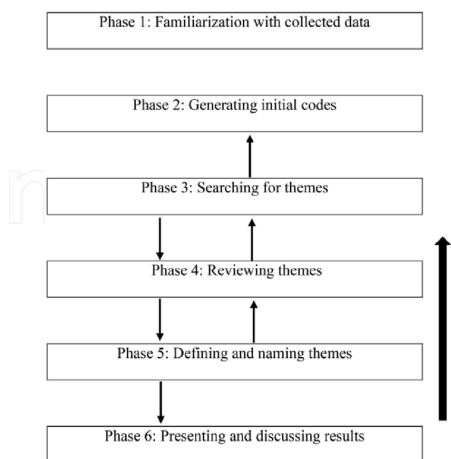 Phase 1: Familiarization with collected data
Phase 2: Generating initial codes
Phase 3: Searching for themes
Phase 4: Reviewing themes
Phase 5: Defining and naming themes
Phase 6: Presenting and discussing results